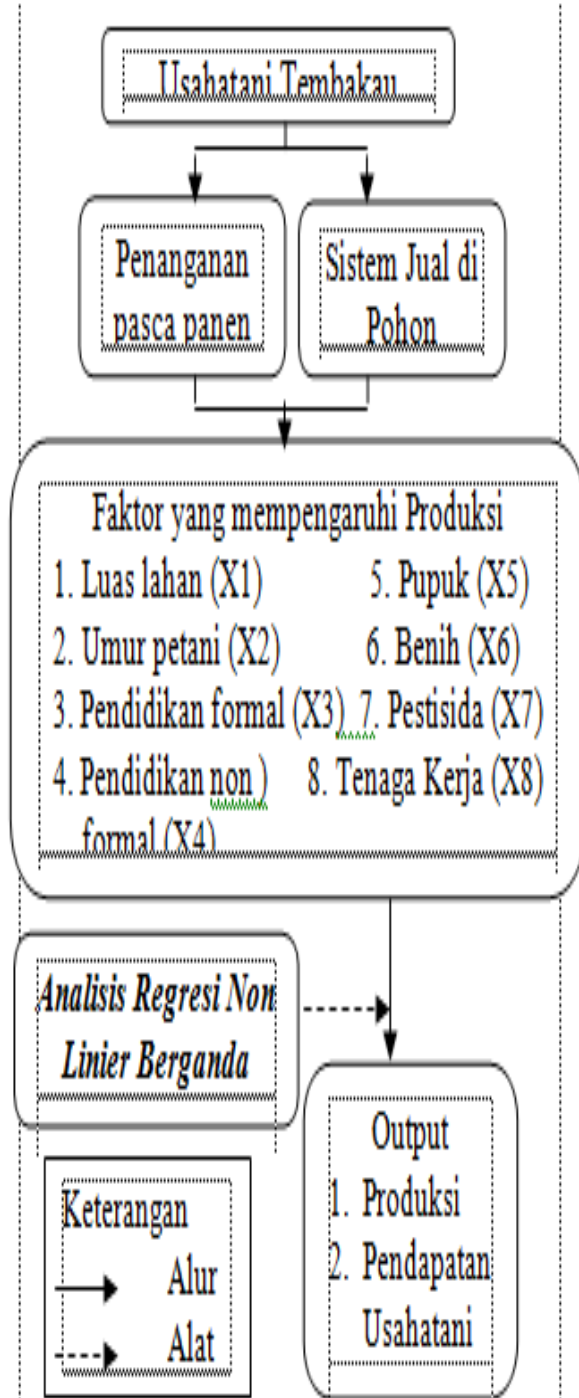 Usahatani Tembakau
Penanganan
pasca panen
Sistem Jual di
Pohon
Faktor yang mempengaruhi Produksi
1. Luas lahan (X1) 5. Pupuk (X5)
2. Umur petani (X2) 6. Benih (X6)
3. Pendidikan formal (X3) 7. Pestisida (X7)
4. Pendidikan non ) 8. Tenaga Kerja (X8)
formal (X4)
Analisis Regresi Non
Linier Berganda
Output
1. Produksi
2. Pendapatan
Usahatani
Keterangan
Alur
Alat